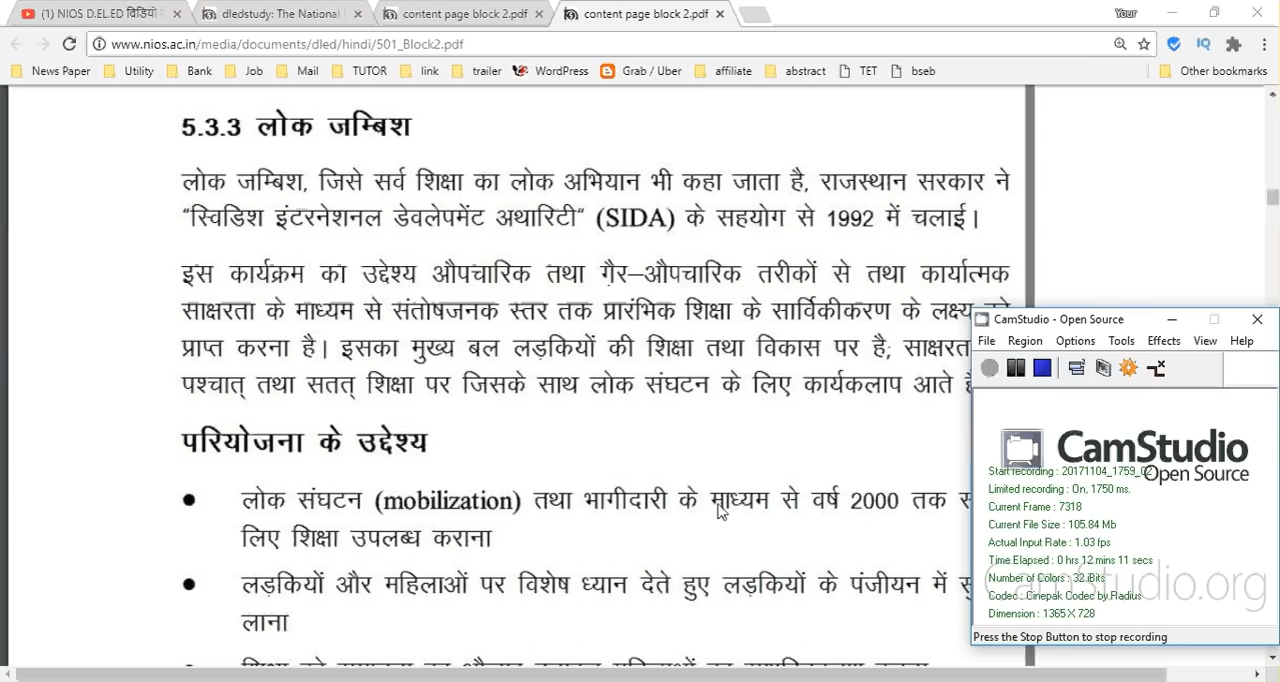 (1) NIOS D.EL.ED विडियो
dledstudy: The National
content page block 2.pdf
content page block 2.pdf
Your
www.nios.ac.in/media/documents/dled/hindi/501_Block2.pdf
IQ
News Paper Utility Bank Job Mail TUTOR link trailer WordPress Grab / Uber affiliate abstract TET bseb Other bookmarks
5.3.3 लोक जम्बिश
लोक जम्बिश, जिसे सर्व शिक्षा का लोक अभियान भी कहा जाता है, राजस्थान सरकार ने
"स्विडिश इंटरनेशनल डेवलेपमेंट अथारिटी" (SIDA) के सहयोग से 1992 में चलाई।
इस कार्यक्रम का उद्देश्य औपचारिक तथा गै़र–औपचारिक तरीकों से तथा कार्यात्मक
साक्षरता के माध्यम से संतोषजनक स्तर तक प्रारंभिक शिक्षा के सार्विकीकरण के लक्ष्य
प्राप्त करना है। इसका मुख्य बल लड़कियों की शिक्षा तथा विकास पर है; साक्षरता
पश्चात् तथा सतत् शिक्षा पर जिसके साथ लोक संघटन के लिए कार्यकलाप आते
परियोजना के उद्देश्य
• लोक संघटन (mobilization) तथा भागीदारी के माध्यम से वर्ष 2000 तक
लिए शिक्षा उपलब्ध कराना
• लड़कियों और महिलाओं पर विशेष ध्यान देते हुए लड़कियों के पंजीयन में
लाना
CamStudio - Open Source
File Region Options Tools Effects View Help
CamStudio
Open Source
Start recording : 20171104_1759_02
Limited recording : On, 1750 ms.
Current Frame : 7318
Current File Size : 105.84 Mb
Actual Input Rate : 1.03 fps
Time Elapsed : 0 hrs 12 mins 11 secs
Number of Colors : 32 Bits
Codec : Cinepak Codec by Radius
Dimension : 1365 X 728
CamStudio.org
Press the Stop Button to stop recording